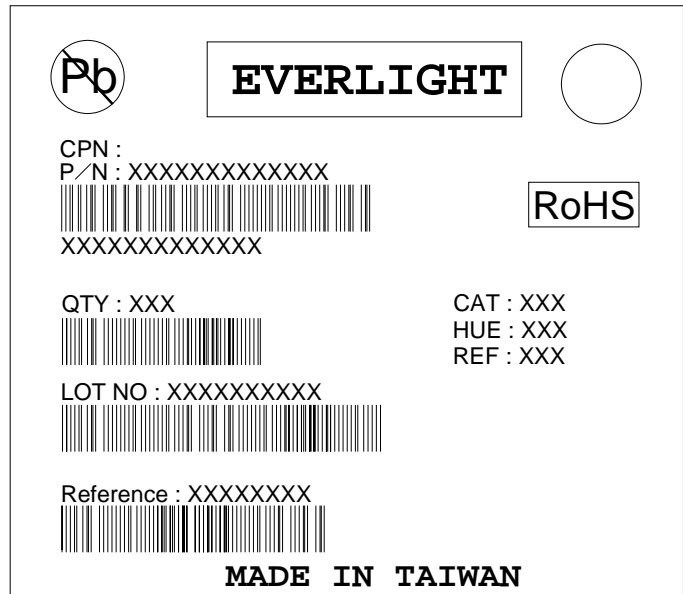 Pb
EVERLIGHT
CPN :
P／N : XXXXXXXXXXXXX
RoHS
XXXXXXXXXXXXX
QTY : XXX
CAT : XXX
HUE : XXX
REF : XXX
LOT NO : XXXXXXXXXX
Reference : XXXXXXXX
MADE IN TAIWAN